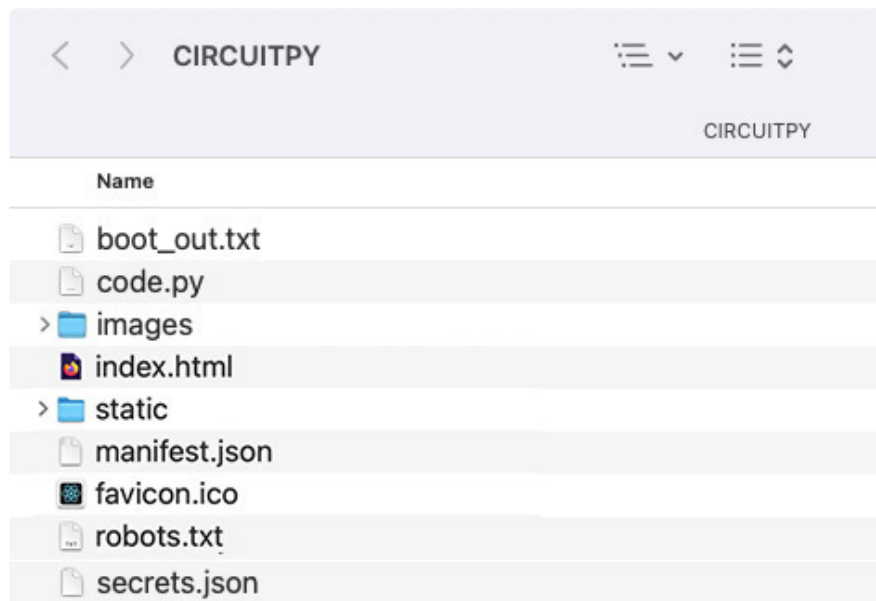 CIRCUITPY
CIRCUITPY
Name
boot_out.txt
code.py
images
index.html
static
manifest.json
favicon.ico
robots.txt
secrets.json